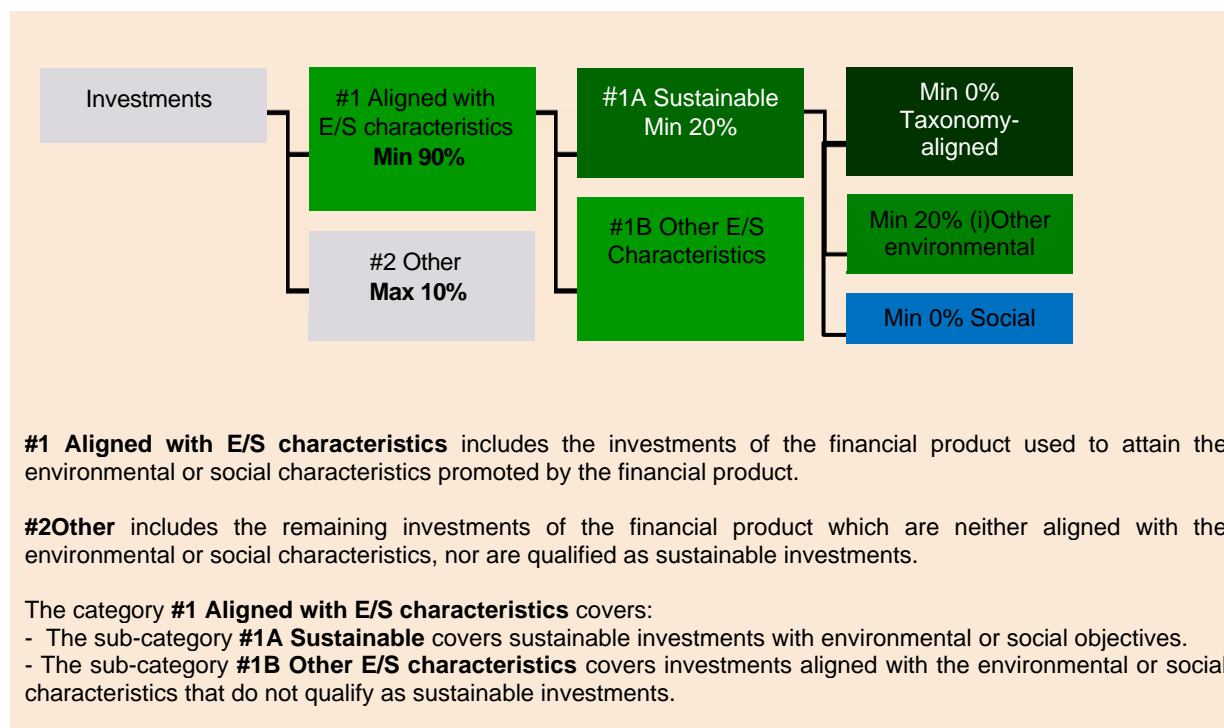 Investments
#1 Aligned with
E/S characteristics
Min 90%
#2 Other
Max 10%
#1A Sustainable
Min 20%
#1B Other E/S
Characteristics
Min 0%
Taxonomy-
aligned
Min 20% (i)Other
environmental
Min 0% Social
#1 Aligned with E/S characteristics includes the investments of the financial product used to attain the
environmental or social characteristics promoted by the financial product.
#2Other includes the remaining investments of the financial product which are neither aligned with the
environmental or social characteristics, nor are qualified as sustainable investments.
The category #1 Aligned with E/S characteristics covers:
- The sub-category #1A Sustainable covers sustainable investments with environmental or social objectives.
- The sub-category #1B Other E/S characteristics covers investments aligned with the environmental or social
characteristics that do not qualify as sustainable investments.